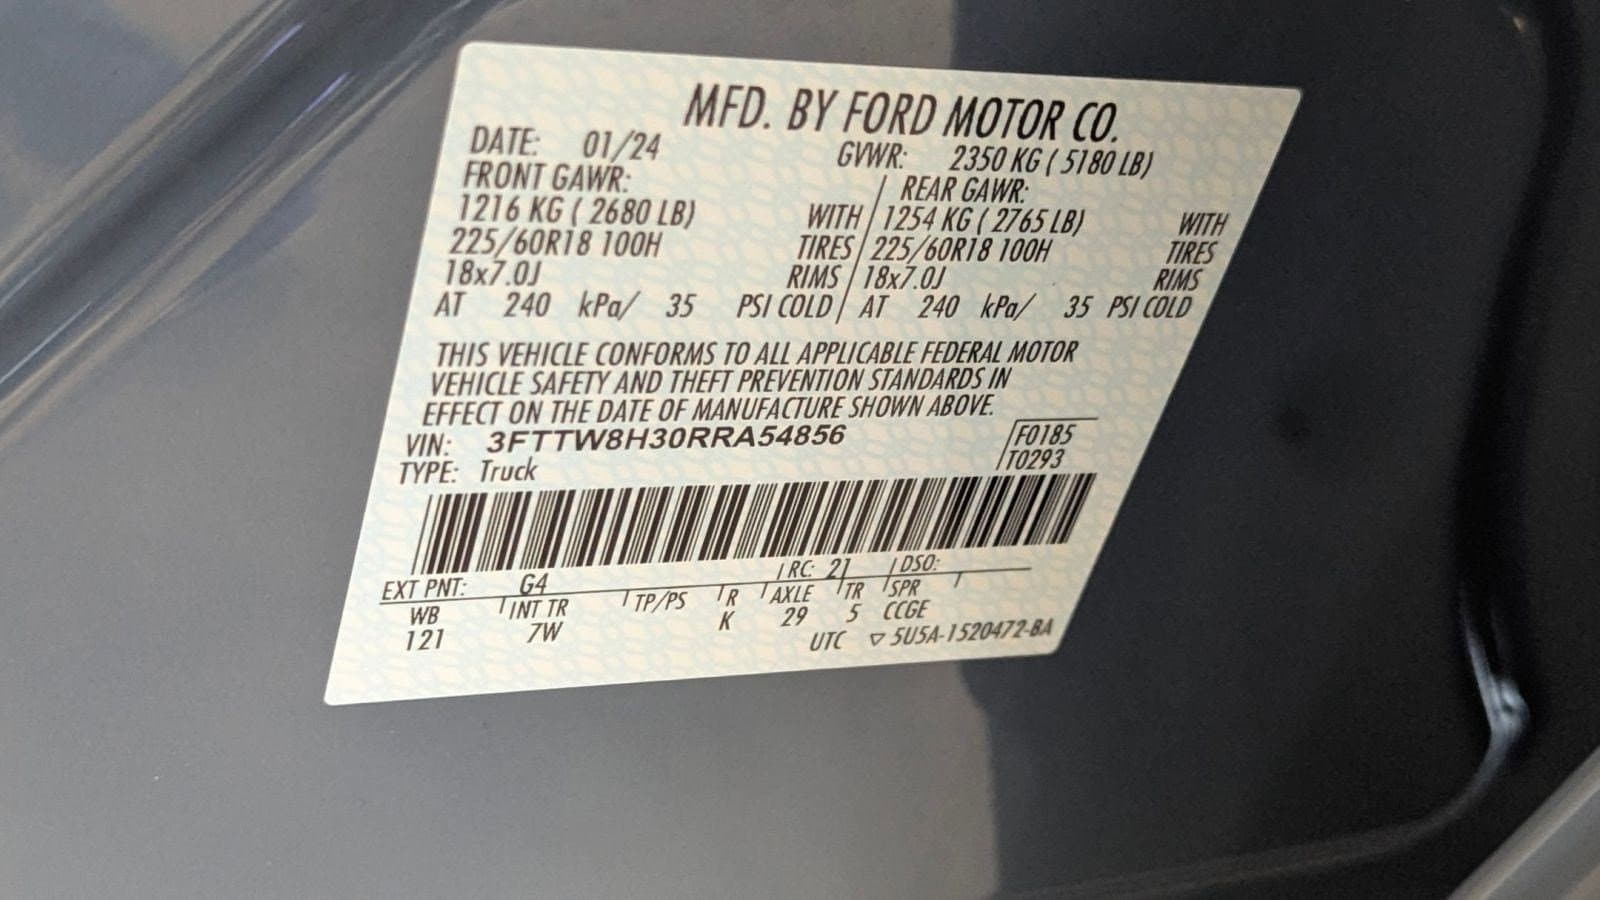 MFD. BY FORD MOTOR CO.
DATE: 01/24 GVWR: 2350 KG ( 5180 LB)
FRONT GAWR: REAR GAWR:
1216 KG ( 2680 LB) WITH 1254 KG ( 2765 LB) WITH
225/60R18 100H TIRES 225/60R18 100H TIRES
18x7.0J RIMS 18x7.0J RIMS
AT 240 kPa/ 35 PSI COLD AT 240 kPa/ 35 PSI COLD
THIS VEHICLE CONFORMS TO ALL APPLICABLE FEDERAL MOTOR
VEHICLE SAFETY AND THEFT PREVENTION STANDARDS IN
EFFECT ON THE DATE OF MANUFACTURE SHOWN ABOVE.
VIN: 3FTTW8H30RRA54856 F0185
TYPE: Truck T0293
EXT PNT: G4 RC: 21 DSO:
WB INT TR TP/PS R AXLE TR SPR
121 7W K 29 5 CCGE
UTC ▽ 5U5A-1520472-BA